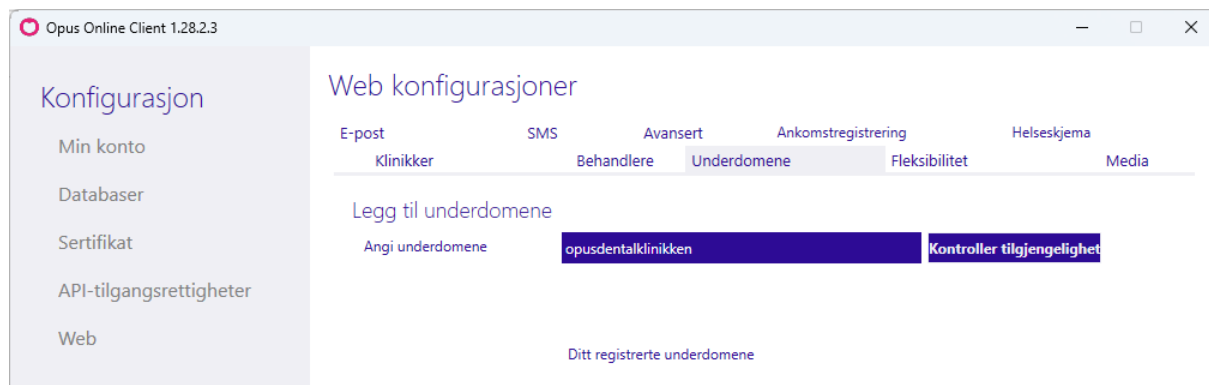 Opus Online Client 1.28.2.3
Konfigurasjon
Min konto
Databaser
Sertifikat
API-tilgangsrettigheter
Web
Web konfigurasjoner
E-post SMS Avansert Ankomstregistrering Helseskjema
Klinikker Behandlere Underdomene Fleksibilitet Media
Legg til underdomene
Angi underdomene opusdentalklinikken Kontroller tilgjengelighet
Ditt registrerte underdomene